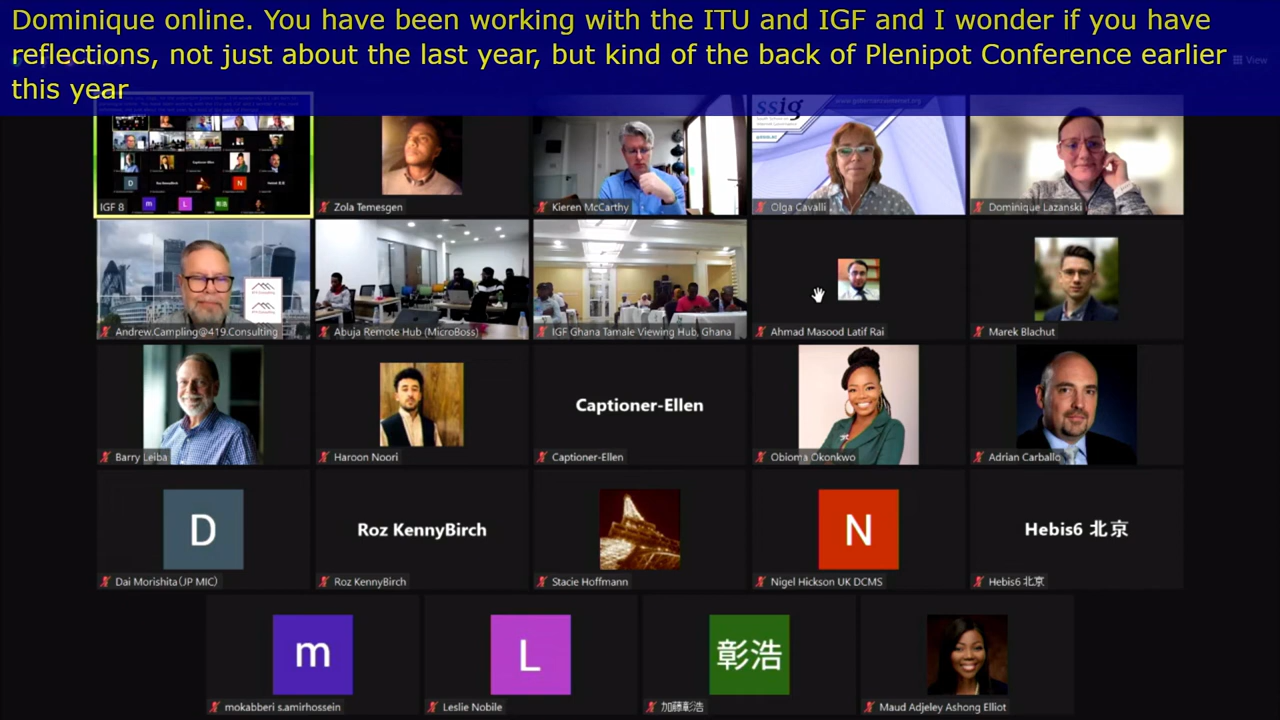 Dominique online. You have been working with the ITU and IGF and I wonder if you have
reflections, not just about the last year, but kind of the back of Plenipot Conference earlier
this year
View
IGF 8
Zola Temesgen
Kieren McCarthy
ssig
Olga Cavalli
Dominique Lazanski
Andrew.Campling@419.Consulting
Abuja Remote Hub (MicroBoss)
IGF Ghana Tamale Viewing Hub, Ghana
Ahmad Masood Latif Rai
Marek Blachut
Barry Leiba
Haroon Noori
Captioner-Ellen
Captioner-Ellen
Obioma Okonkwo
Adrian Carballo
D
Dai Morishita(JP MIC)
Roz KennyBirch
Roz KennyBirch
Stacie Hoffmann
N
Nigel Hickson UK DCMS
Hebis6 北京
Hebis6 北京
m
mokabberi s.amirhossein
L
Leslie Nobile
彰浩
加藤彰浩
Maud Adjeley Ashong Elliot